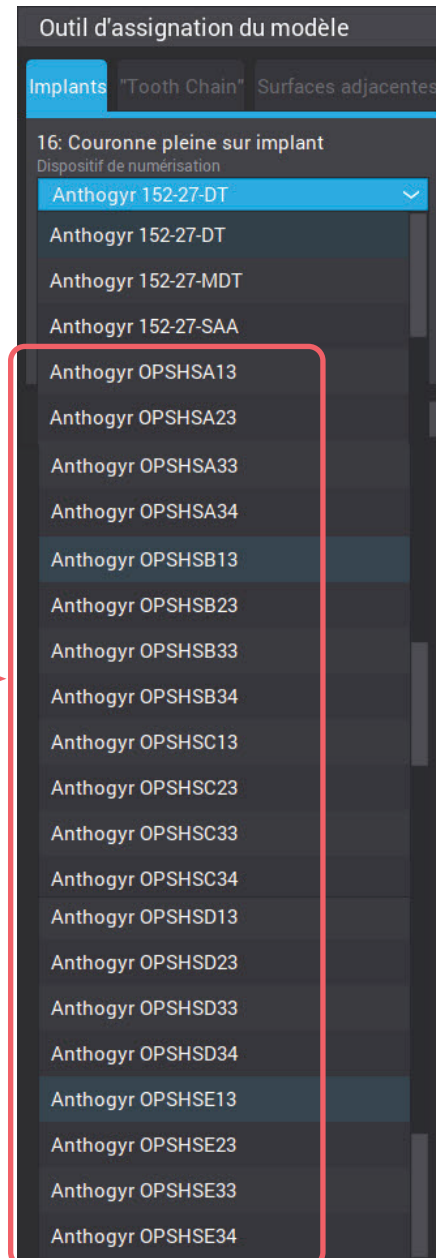 Outil d'assignation du modèle
Implants "Tooth Chain" Surfaces adjacentes
16: Couronne pleine sur implant
Dispositif de numérisation
Anthogyr 152-27-DT
Anthogyr 152-27-DT
Anthogyr 152-27-MDT
Anthogyr 152-27-SAA
Anthogyr OPSHSA13
Anthogyr OPSHSA23
Anthogyr OPSHSA33
Anthogyr OPSHSA34
Anthogyr OPSHSB13
Anthogyr OPSHSB23
Anthogyr OPSHSB33
Anthogyr OPSHSB34
Anthogyr OPSHSC13
Anthogyr OPSHSC23
Anthogyr OPSHSC33
Anthogyr OPSHSC34
Anthogyr OPSHSD13
Anthogyr OPSHSD23
Anthogyr OPSHSD33
Anthogyr OPSHSD34
Anthogyr OPSHSE13
Anthogyr OPSHSE23
Anthogyr OPSHSE33
Anthogyr OPSHSE34